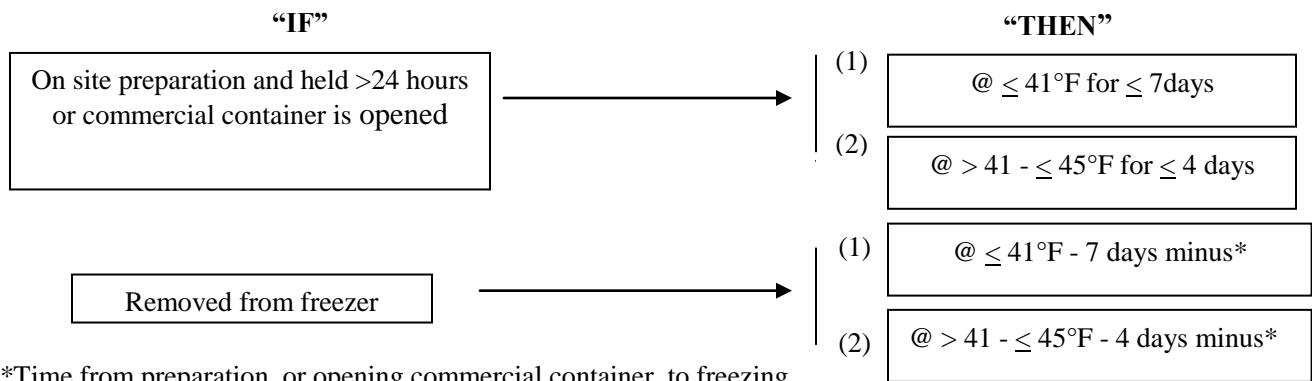 “IF”
“THEN”
On site preparation and held >24 hours
or commercial container is opened
(1)
@ ≤ 41°F for ≤ 7days
(2)
@ > 41 - ≤ 45°F for ≤ 4 days
Removed from freezer
(1)
@ ≤ 41°F - 7 days minus*
(2)
@ > 41 - ≤ 45°F - 4 days minus*
*Time from preparation, or opening commercial container, to freezing